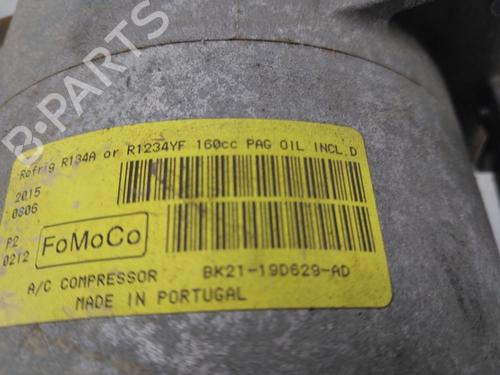 Refrig R134A or R1234YF 160cc PAG OIL INCL.D
2015
0806
P2
0212
FoMoCo
A/C COMPRESSOR BK21-19D629-AD
MADE IN PORTUGAL
B-PARTS